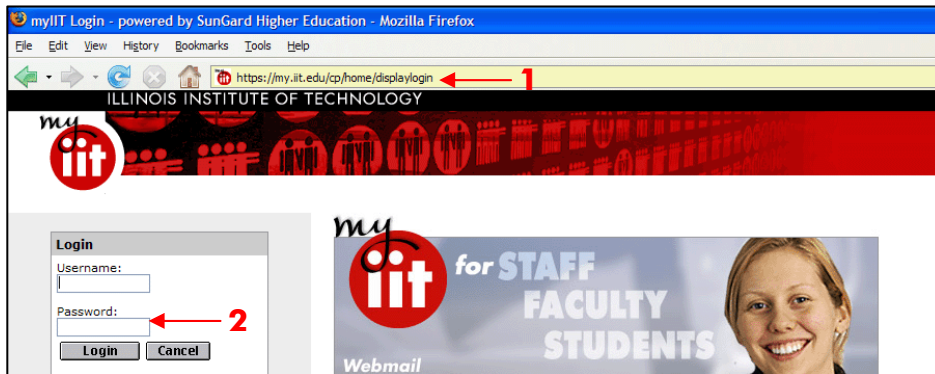 myIIT Login - powered by SunGard Higher Education - Mozilla Firefox
File Edit View History Bookmarks Tools Help
https://my.iit.edu/cp/home/displaylogin 1
ILLINOIS INSTITUTE OF TECHNOLOGY
my
iit
my
iit
for STAFF
FACULTY
STUDENTS
Webmail
Login
Username:
Password:
2
Login Cancel